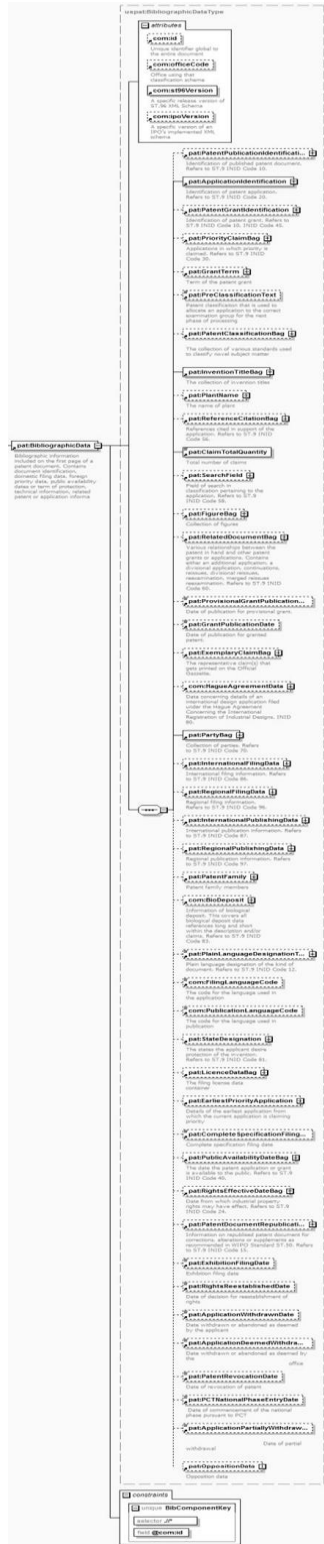 uspat:BibliographicDataType
attributes
com:id
Unique identifier global to
the entire document
com:officeCode
Office using that
classification schema
com:st96Version
A specific release version of
ST.96 XML Schema
com:ipoVersion
A specific version of an
IPO's implemented XML
schema
pat:BibliographicData
Bibliographic information
included on the first page of a
patent document. Contains
document identification,
domestic filing data, foreign
priority data, public availability
dates or term of protection,
technical information, related
patent or application informa
pat:PatentPublicationIdentificati...
Identification of published patent document.
Refers to ST.9 INID Code 10.
pat:ApplicationIdentification
Identification of patent application.
Refers to ST.9 INID Code 20.
pat:PatentGrantIdentification
Identification of patent grant. Refers to
ST.9 INID Code 10, INID Code 45.
pat:PriorityClaimBag
Applications in which priority is
claimed. Refers to ST.9 INID
Code 30.
pat:GrantTerm
Term of the patent grant
pat:PreClassificationText
Patent classification that is used to
allocate an application to the correct
examination group for the next
phase of processing
pat:PatentClassificationBag
The collection of various standards used
to classify novel subject matter
pat:InventionTitleBag
The collection of invention titles
pat:PlantName
The name of plant
pat:ReferenceCitationBag
References cited in support of the
application. Refers to ST.9 INID
Code 56.
pat:ClaimTotalQuantity
Total number of claims
pat:SearchField
Field of search in
classification pertaining to the
application. Refers to ST.9
INID Code 58.
pat:FigureBag
Collection of figures
pat:RelatedDocumentBag
Various relationships between the
patent in hand and other patent
grants or applications. Contains
either an additional application, a
divisional application, continuations,
reissues, divisional reissues,
reexamination, merged reissues
reexamination. Refers to ST.9 INID
Code 60.
pat:ProvisionalGrantPublication...
Date of publication for provisional grant.
pat:GrantPublicationDate
Date of publication for granted
patent.
pat:ExemplaryClaimBag
The representative claim(s) that
gets printed on the Official
Gazette.
com:HagueAgreementData
Data concerning details of an
international design application filed
under the Hague Agreement
Concerning the International
Registration of Industrial Designs, INID
80.
pat:PartyBag
Collection of parties. Refers
to ST.9 INID Code 70.
pat:InternationalFilingData
International filing information. Refers
to ST.9 INID Code 86.
pat:RegionalFilingData
Regional filing information.
Refers to ST.9 INID Code 96.
pat:InternationalPublishingData
International publication information. Refers
to ST.9 INID Code 87.
pat:RegionalPublishingData
Regional publication information. Refers
to ST.9 INID Code 97.
pat:PatentFamily
Patent family members
com:BioDeposit
Information of biological
deposit. This covers all
biological deposit data
references long and short
within the description and/or
claims. Refers to ST.9 INID
Code 83.
pat:PlainLanguageDesignationT...
Plain language designation of the kind of
document. Refers to ST.9 INID Code 12.
com:FilingLanguageCode
The code for the language used in
the application
com:PublicationLanguageCode
The code for the language used in
publication
pat:StateDesignation
The states the applicant desire
protection of the invention.
Refers to ST.9 INID Code 81.
pat:LicenceDataBag
The filing license data
container
pat:EarliestPriorityApplication
Details of the earliest application from
which the current application is claiming
priority
pat:CompleteSpecificationFiling...
Complete specification filing date
pat:PublicAvailabilityDateBag
The date the patent application or grant
is available to the public. Refers to ST.9
INID Code 40.
pat:RightsEffectiveDateBag
Date from which industrial property
rights may have effect. Refers to ST.9
INID Code 24.
pat:PatentDocumentRepublicati...
Information on republised patent document for
corrections, alterations or supplements as
recommended in WIPO Standard ST.50. Refers
to ST.9 INID Code 15.
pat:ExhibitionFilingDate
Exhibition filing date
pat:RightsReestablishedDate
Date of decision for reestablishment of
rights
pat:ApplicationWithdrawnDate
Date withdrawn or abandoned as deemed
by the applicant
pat:ApplicationDeemedWithdra...
Date withdrawn or abandoned as deemed by
the
office
pat:PatentRevocationDate
Date of revocation of patent
pat:PCTNationalPhaseEntryDate
Date of commencement of the national
phase pursuant to PCT
pat:ApplicationPartiallyWithdraw...
Date of partial
withdrawal
pat:OppositionData
Opposition data
constraints
unique BibComponentKey
selector .//*
field @com:id